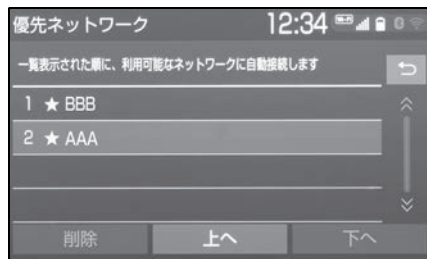 優先ネットワーク 12:34
一覧表示された順に、利用可能なネットワークに自動接続します
1 ★ BBB
2 ★ AAA
削除 上へ 下へ